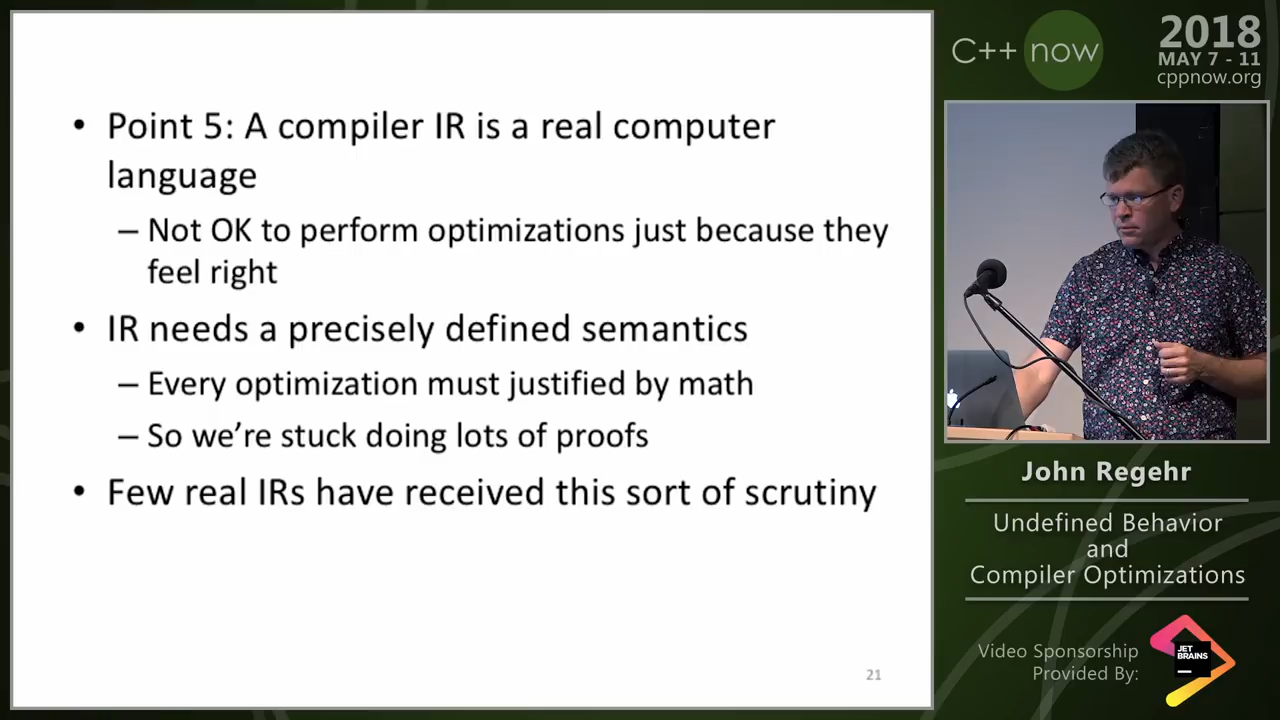 • Point 5: A compiler IR is a real computer
language
– Not OK to perform optimizations just because they
feel right
• IR needs a precisely defined semantics
– Every optimization must justified by math
– So we're stuck doing lots of proofs
• Few real IRs have received this sort of scrutiny
21
C++ now
2018
MAY 7 - 11
cppnow.org
John Regehr
Undefined Behavior
and
Compiler Optimizations
Video Sponsorship
Provided By:
JET
BRAINS